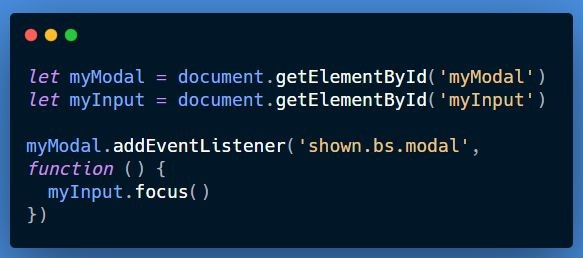 let myModal = document.getElementById('myModal')
let myInput = document.getElementById('myInput')
myModal.addEventListener('shown.bs.modal',
function () {
  myInput.focus()
})